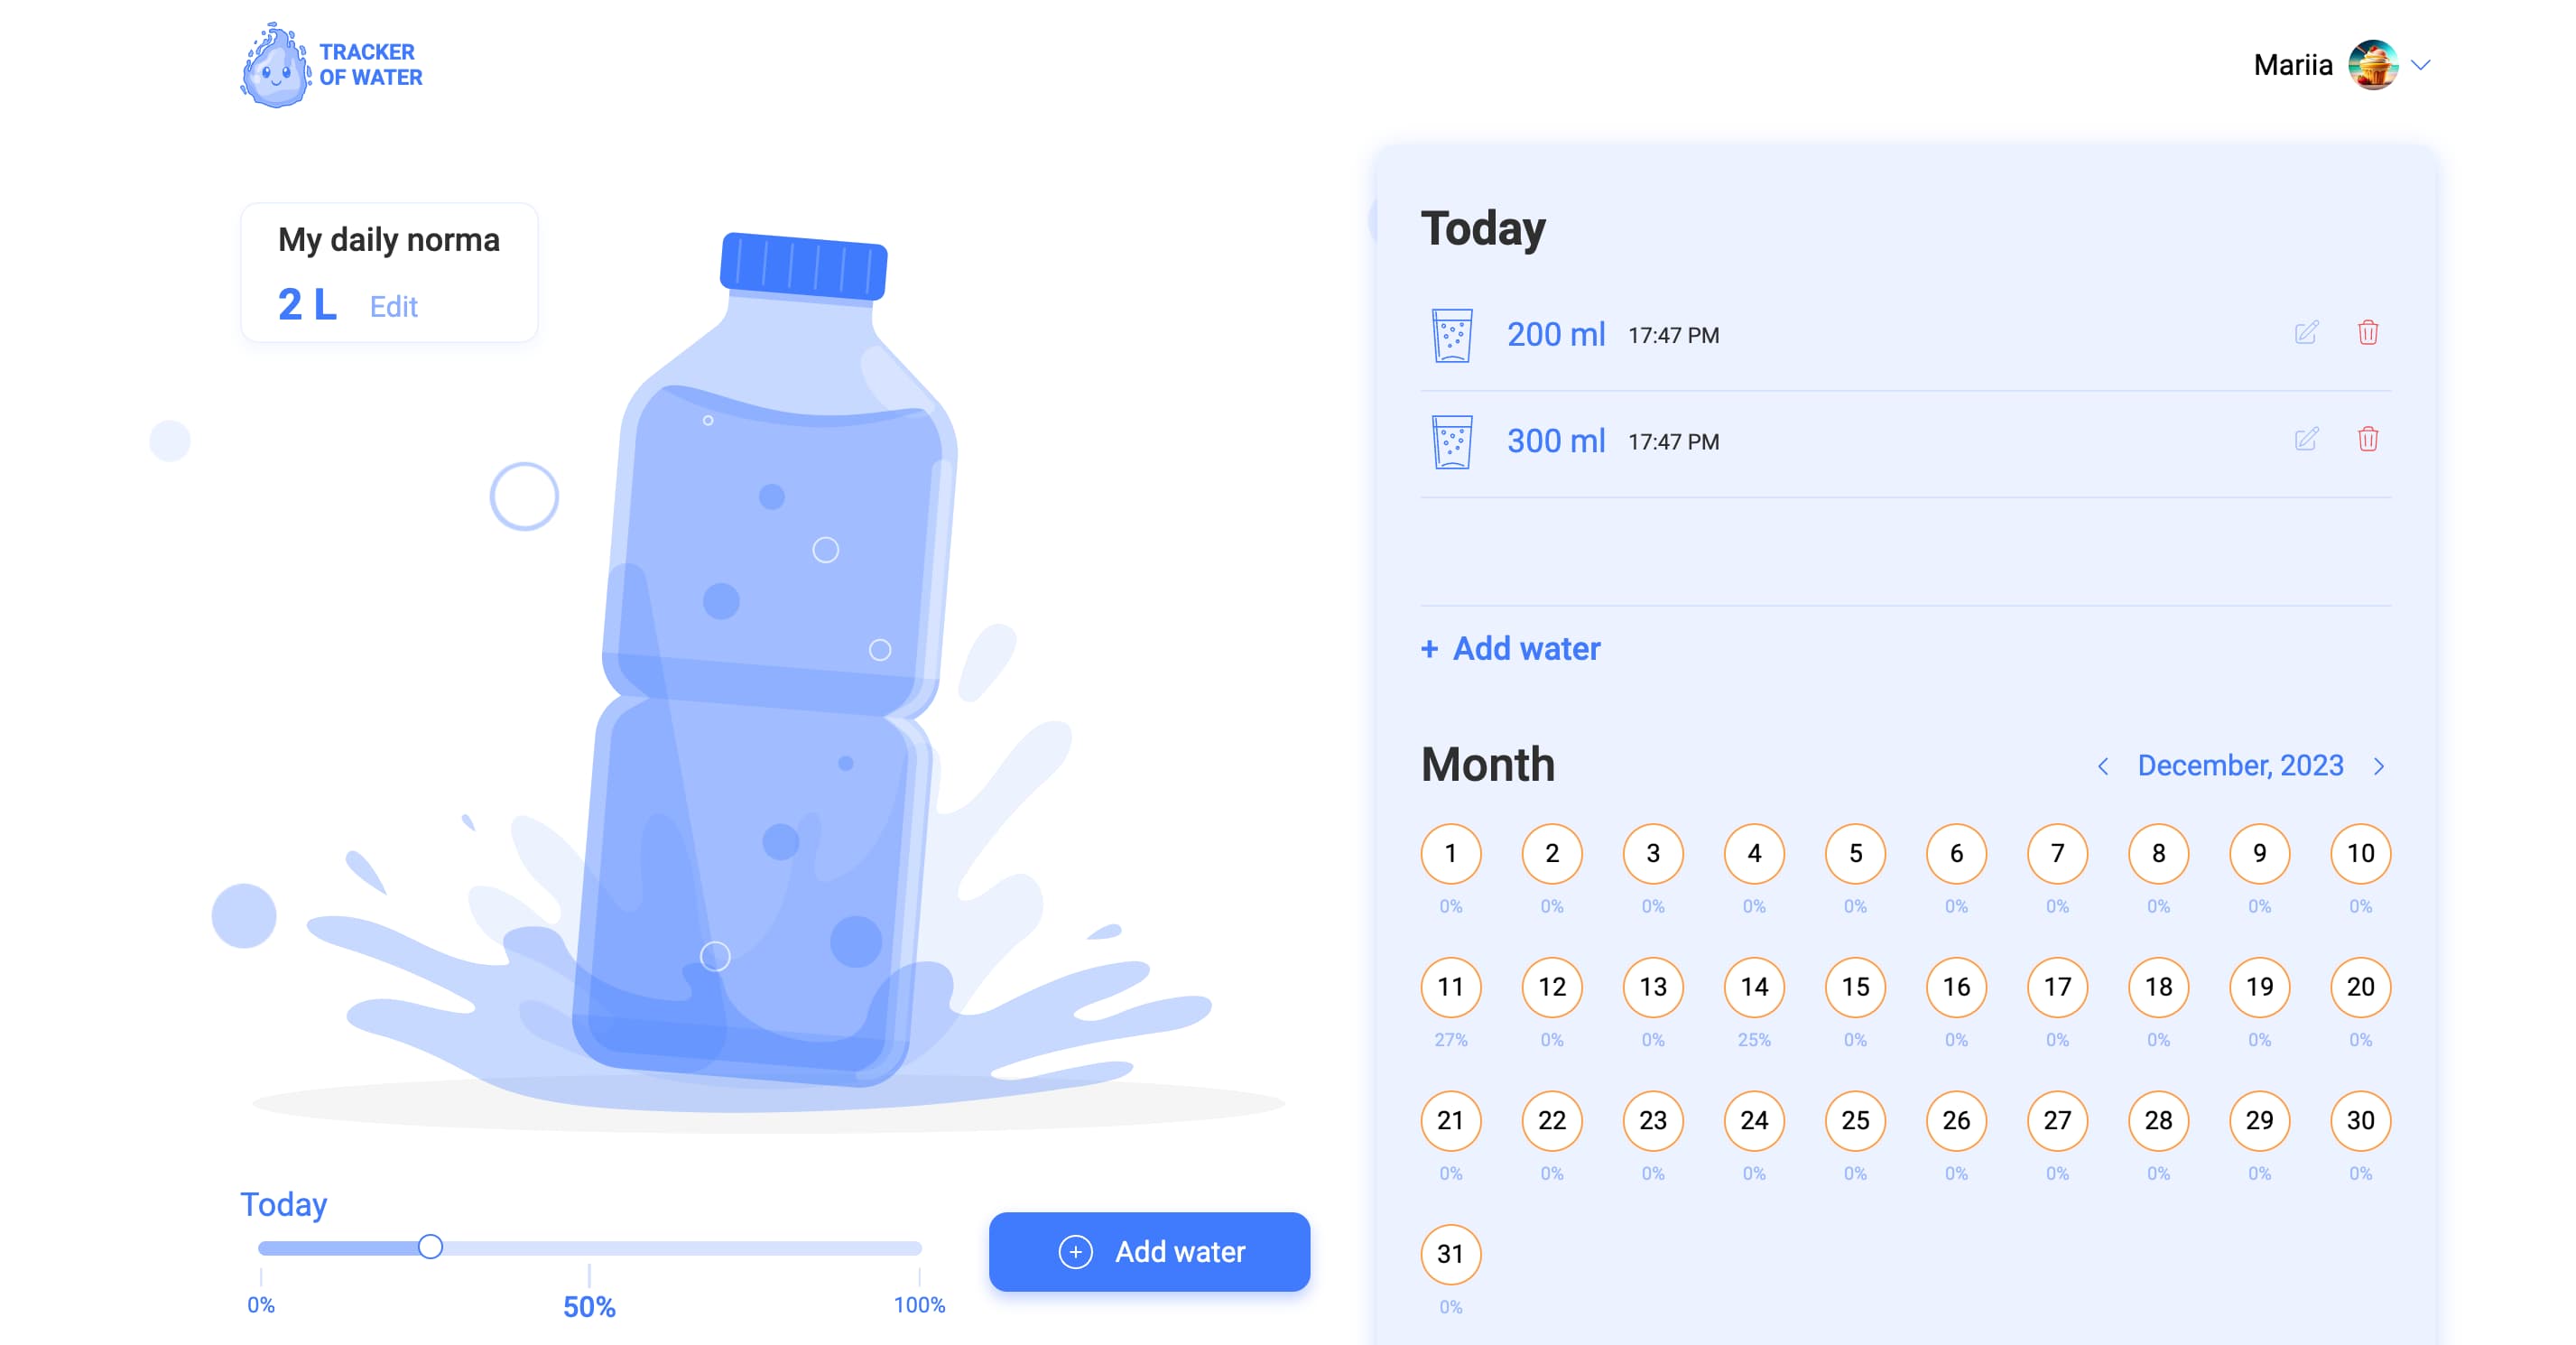 TRACKER
OF WATER
Mariia
My daily norma
2 L Edit
Today
0% 50% 100%
Add water
Today
200 ml 17:47 PM
300 ml 17:47 PM
+ Add water
Month
December, 2023
1 2 3 4 5 6 7 8 9 10
0% 0% 0% 0% 0% 0% 0% 0% 0% 0%
11 12 13 14 15 16 17 18 19 20
27% 0% 0% 25% 0% 0% 0% 0% 0% 0%
21 22 23 24 25 26 27 28 29 30
0% 0% 0% 0% 0% 0% 0% 0% 0% 0%
31
0%